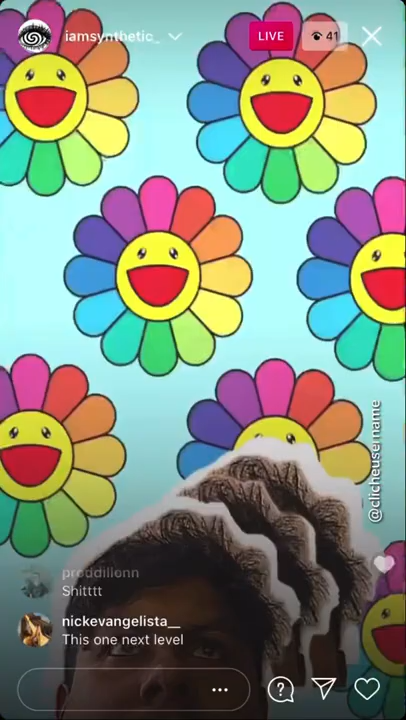 iamsynthetic_
LIVE
41
@clicheusername
proddillonn
Shitttt
nickevangelista__
This one next level